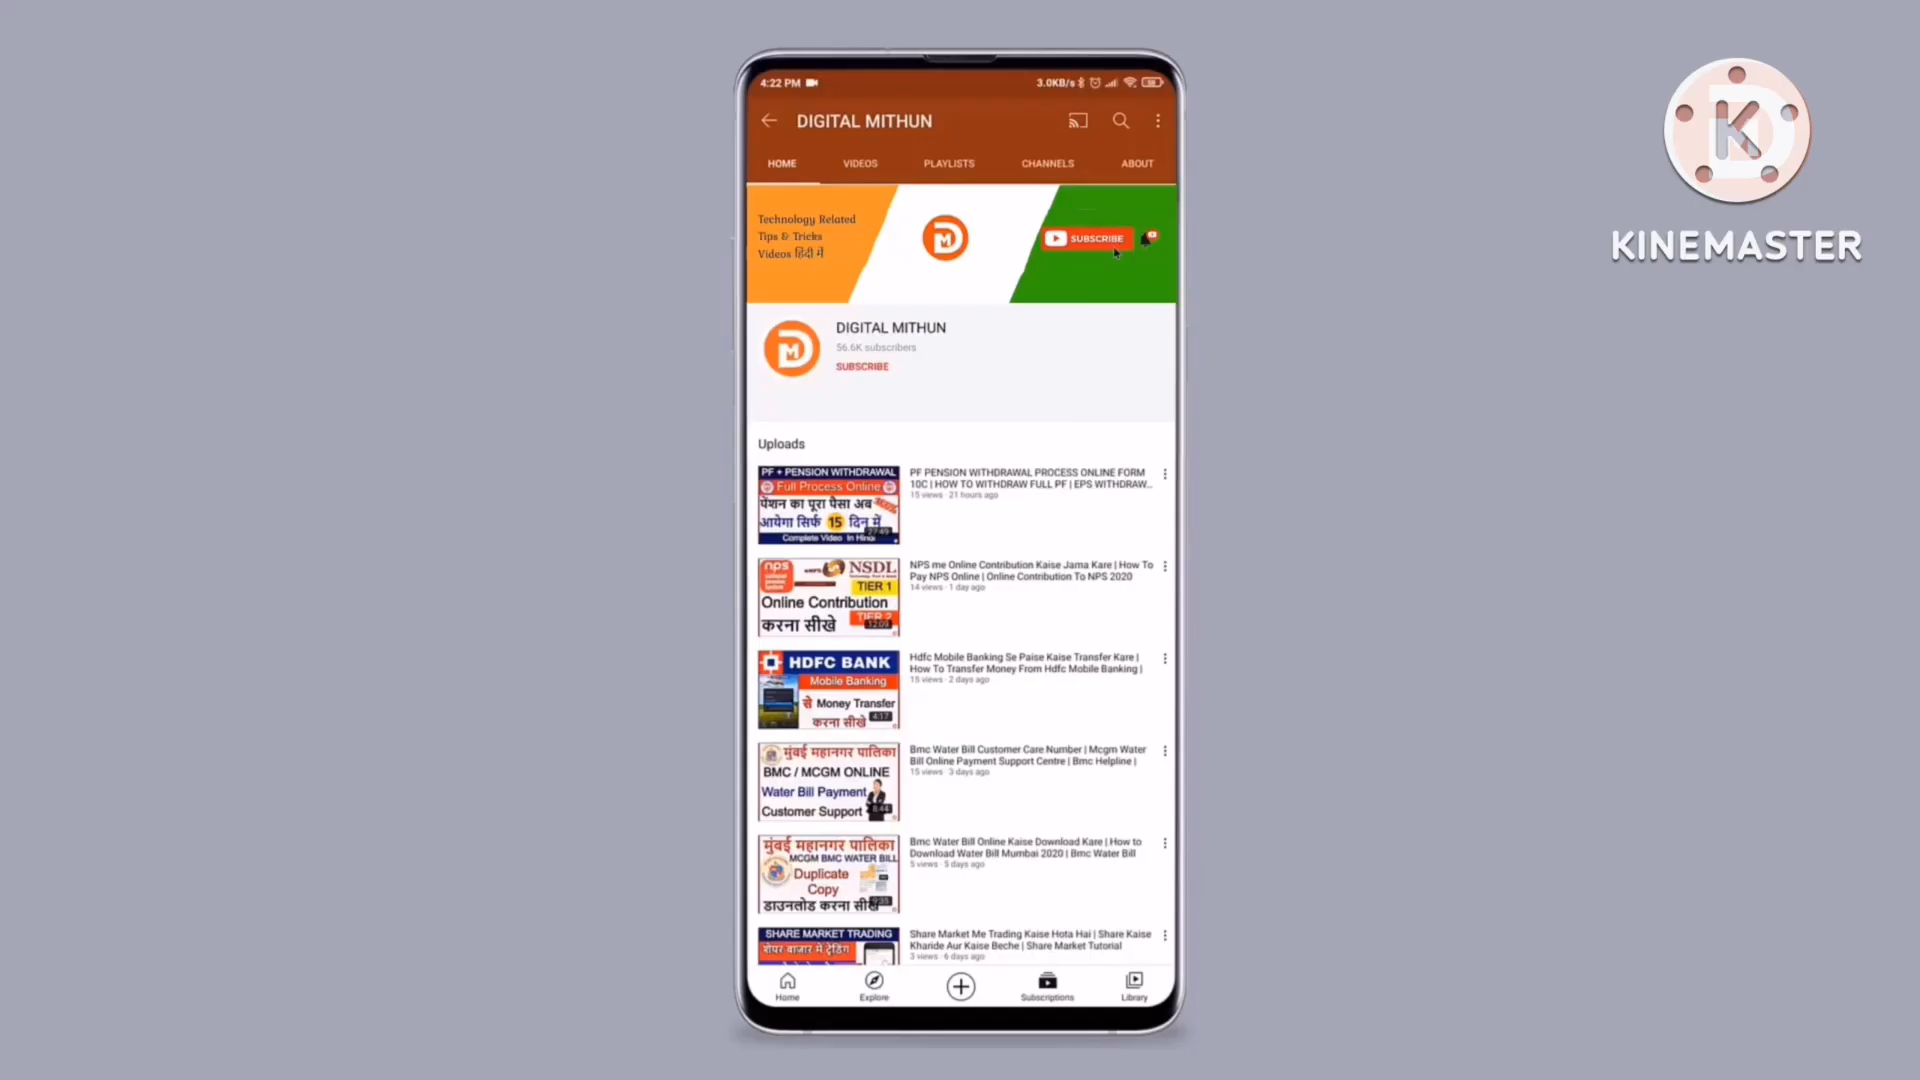 4:22 PM
3.0KB/s
DIGITAL MITHUN
HOME
VIDEOS
PLAYLISTS
CHANNELS
ABOUT
Technology Related
Tips & Tricks
Videos हिंदी में
SUBSCRIBE
DIGITAL MITHUN
56.6K subscribers
SUBSCRIBE
Uploads
PF + PENSION WITHDRAWAL
Full Process Online
पेंशन का पूरा पैसा अब
आयेगा सिर्फ 15 दिन में
27:49
Complete Video In Hindi
PF PENSION WITHDRAWAL PROCESS ONLINE FORM
10C | HOW TO WITHDRAW FULL PF | EPS WITHDRAW...
15 views · 21 hours ago
nps
NSDL
TIER 1
Online Contribution
TIER 2
करना सीखे
12:09
NPS me Online Contribution Kaise Jama Kare | How To
Pay NPS Online | Online Contribution To NPS 2020
14 views · 1 day ago
HDFC BANK
Mobile Banking
से Money Transfer
करना सीखे
4:17
Hdfc Mobile Banking Se Paise Kaise Transfer Kare |
How To Transfer Money From Hdfc Mobile Banking |
15 views · 2 days ago
मुंबई महानगर पालिका
BMC / MCGM ONLINE
Water Bill Payment
Customer Support
Bmc Water Bill Customer Care Number | Mcgm Water
Bill Online Payment Support Centre | Bmc Helpline |
15 views · 3 days ago
मुंबई महानगर पालिका
MCGM BMC WATER BILL
Duplicate
Copy
डाउनलोड करना सीखे
Bmc Water Bill Online Kaise Download Kare | How to
Download Water Bill Mumbai 2020 | Bmc Water Bill
5 views · 5 days ago
SHARE MARKET TRADING
शेयर बाजार में ट्रेडिंग
Share Market Me Trading Kaise Hota Hai | Share Kaise
Kharide Aur Kaise Beche | Share Market Tutorial
3 views · 6 days ago
Home
Explore
Subscriptions
Library
K
KINEMASTER